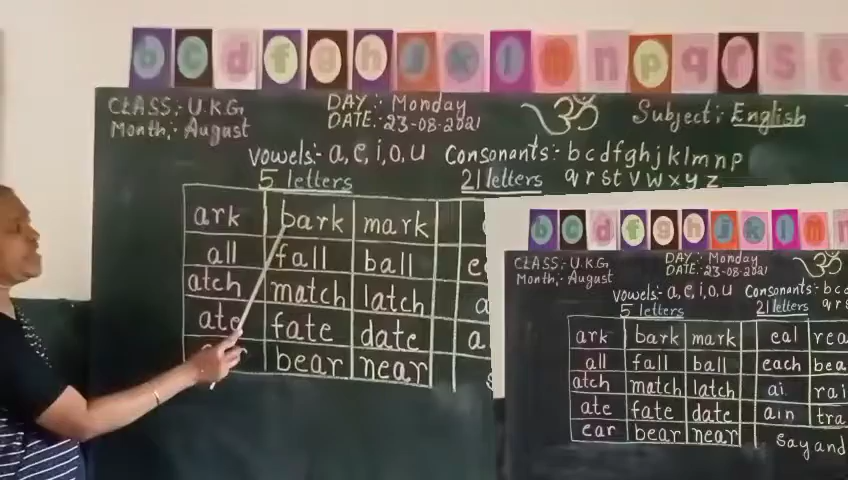 b c d f g h j k l m n p q r s t
CLASS:- U.K.G
DAY:- Monday
Subject: English
Month:- August
DATE:- 23-08-2021
ॐ
Vowels:- a, e, i, o, u Consonants:- b c d f g h j k l m n p
5 letters 21 letters q r s t v w x y z
ark bark mark
all fall ball
atch match latch
ate fate date
bear near
b c d f g h j k l m n
CLASS:- U.K.G
DAY:- Monday
Month:- August
DATE:- 23-08-2021
ॐ
Vowels:- a, e, i, o, u Consonants:- b c d
5 letters 21 letters q r s
ark bark mark eal rea
all fall ball each bea
atch match latch ai rai
ate fate date ain tra
ear bear near Say and